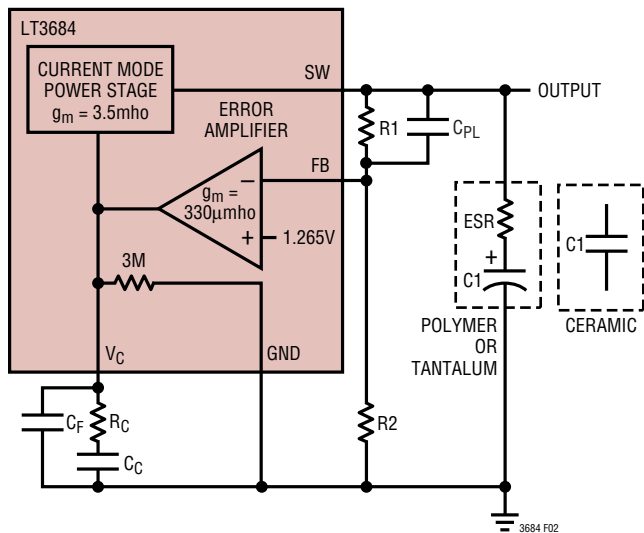 LT3684
CURRENT MODE
POWER STAGE
gm = 3.5mho
SW
OUTPUT
ERROR
AMPLIFIER
R1
CPL
FB
gm =
330µmho
−
+
1.265V
3M
ESR
+
C1
C1
POLYMER
OR
TANTALUM
CERAMIC
VC
GND
CF
RC
CC
R2
3684 F02